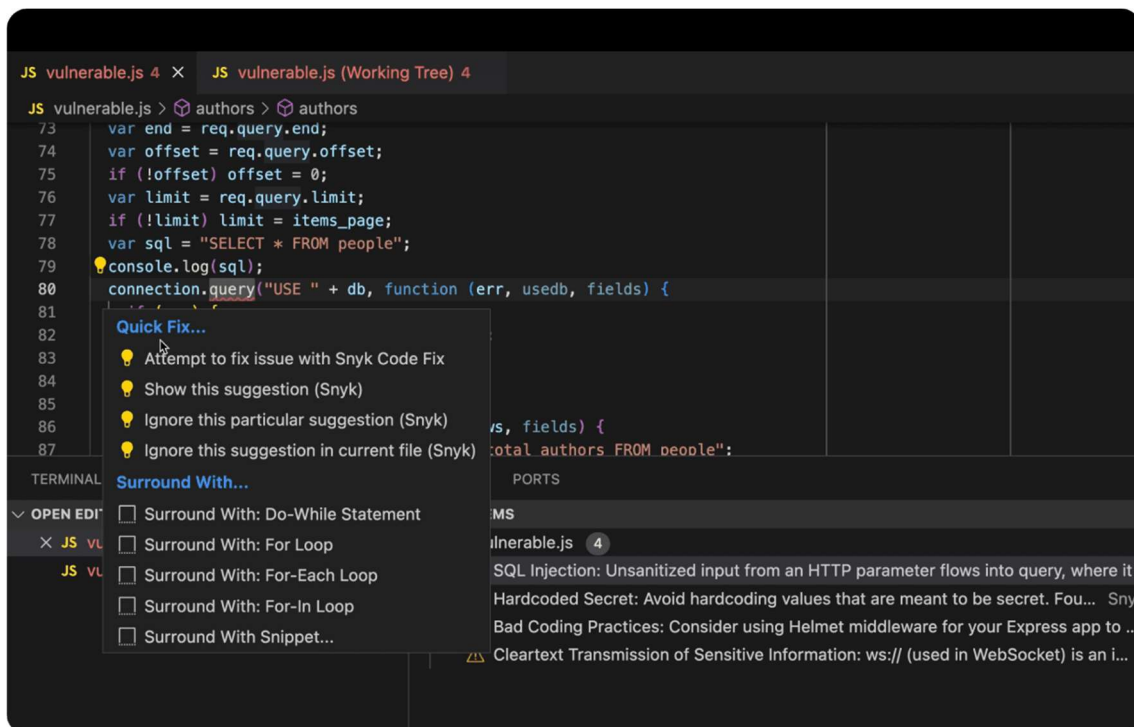 JS vulnerable.js 4 ×
JS vulnerable.js (Working Tree) 4
JS vulnerable.js > authors > authors
73 var end = req.query.end;
74 var offset = req.query.offset;
75 if (!offset) offset = 0;
76 var limit = req.query.limit;
77 if (!limit) limit = items_page;
78 var sql = "SELECT * FROM people";
79 console.log(sql);
80 connection.query("USE " + db, function (err, usedb, fields) {
81
82
83
84
85
86 ws, fields) {
87 total authors FROM people";
Quick Fix...
Attempt to fix issue with Snyk Code Fix
Show this suggestion (Snyk)
Ignore this particular suggestion (Snyk)
Ignore this suggestion in current file (Snyk)
Surround With...
Surround With: Do-While Statement
Surround With: For Loop
Surround With: For-Each Loop
Surround With: For-In Loop
Surround With Snippet...
TERMINAL
PORTS
OPEN EDI
MS
× JS vu
JS vu
ulnerable.js 4
SQL Injection: Unsanitized input from an HTTP parameter flows into query, where it
Hardcoded Secret: Avoid hardcoding values that are meant to be secret. Fou... Sny
Bad Coding Practices: Consider using Helmet middleware for your Express app to ..
Cleartext Transmission of Sensitive Information: ws:// (used in WebSocket) is an i...